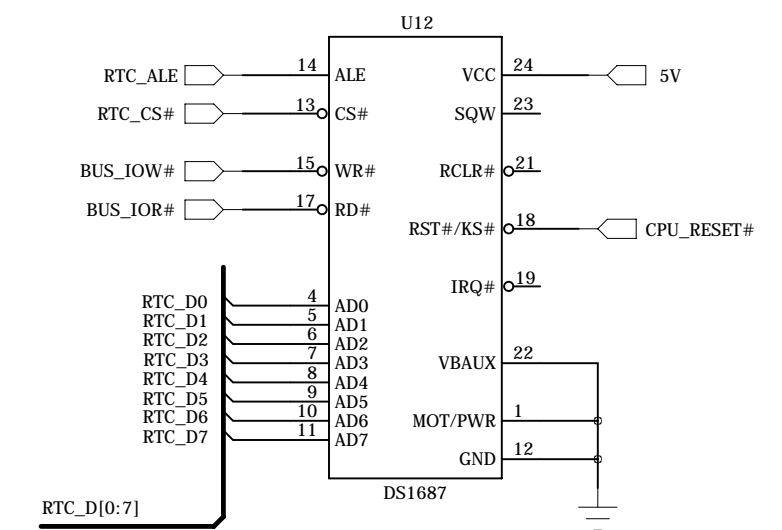 U12
RTC_ALE 14 ALE VCC 24 5V
RTC_CS# 13 CS# SQW 23
BUS_IOW# 15 WR# RCLR# 21
BUS_IOR# 17 RD#
RST#/KS# 18 CPU_RESET#
IRQ# 19
RTC_D0 4 AD0
RTC_D1 5 AD1
RTC_D2 6 AD2
RTC_D3 7 AD3 VBAUX 22
RTC_D4 8 AD4
RTC_D5 9 AD5
RTC_D6 10 AD6 MOT/PWR 1
RTC_D7 11 AD7
GND 12
DS1687
RTC_D[0:7]